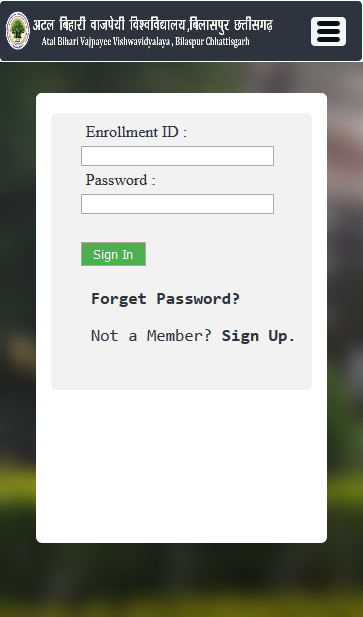 अटल बिहारी वाजपेयी विश्वविद्यालय,बिलासपुर छत्तीसगढ़
Atal Bihari Vajpayee Vishwavidyalaya , Bilaspur Chhattisgarh
Enrollment ID :
Password :
Sign In
Forget Password?
Not a Member? Sign Up.